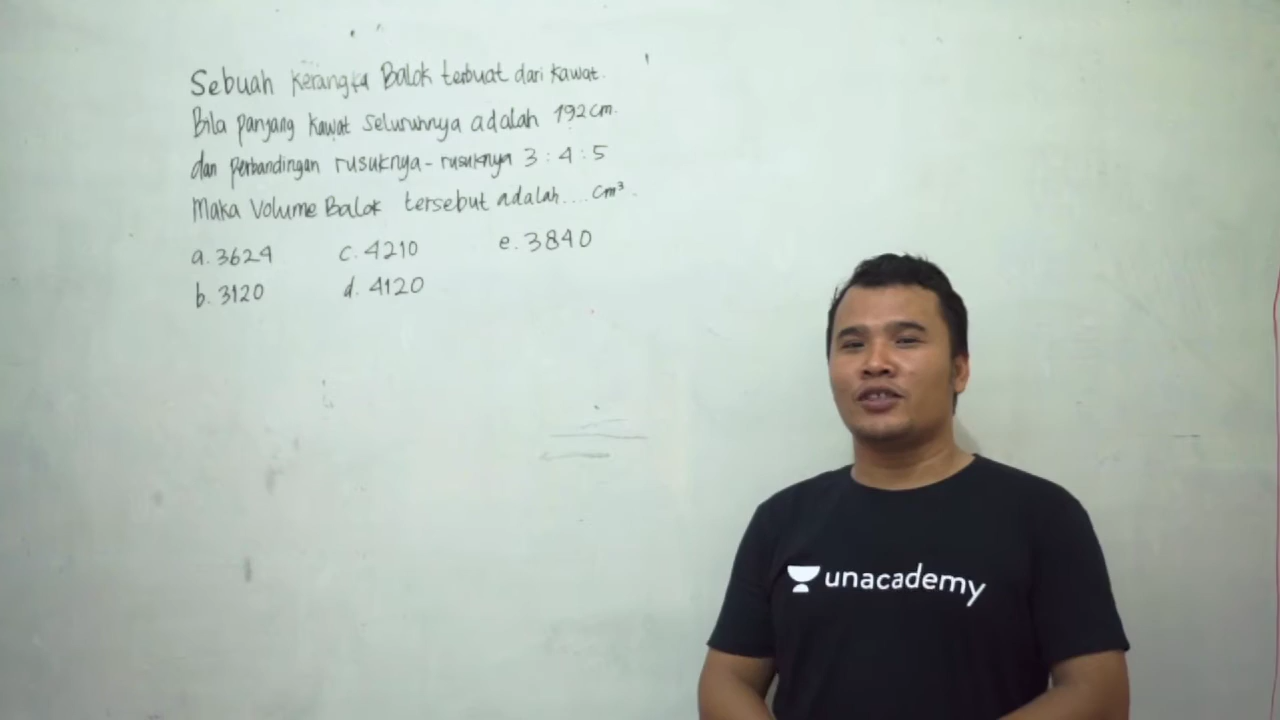 Sebuah Kerangka Balok terbuat dari Kawat.
Bila panjang Kawat seluruhnya adalah 192 cm.
dan perbandingan rusuknya - rusuknya 3 : 4 : 5
Maka Volume Balok tersebut adalah .... cm³.
a. 3624 c. 4210 e. 3840
b. 3120 d. 4120
unacademy